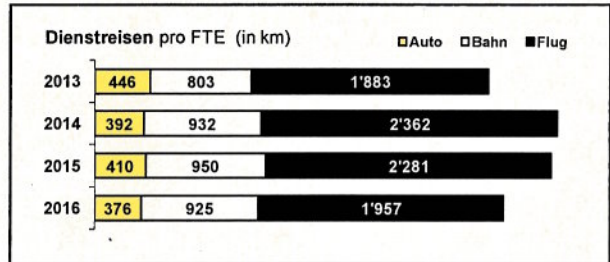 Dienstreisen pro FTE (in km) Auto Bahn Flug
2013 446 803 1'883
2014 392 932 2'362
2015 410 950 2'281
2016 376 925 1'957